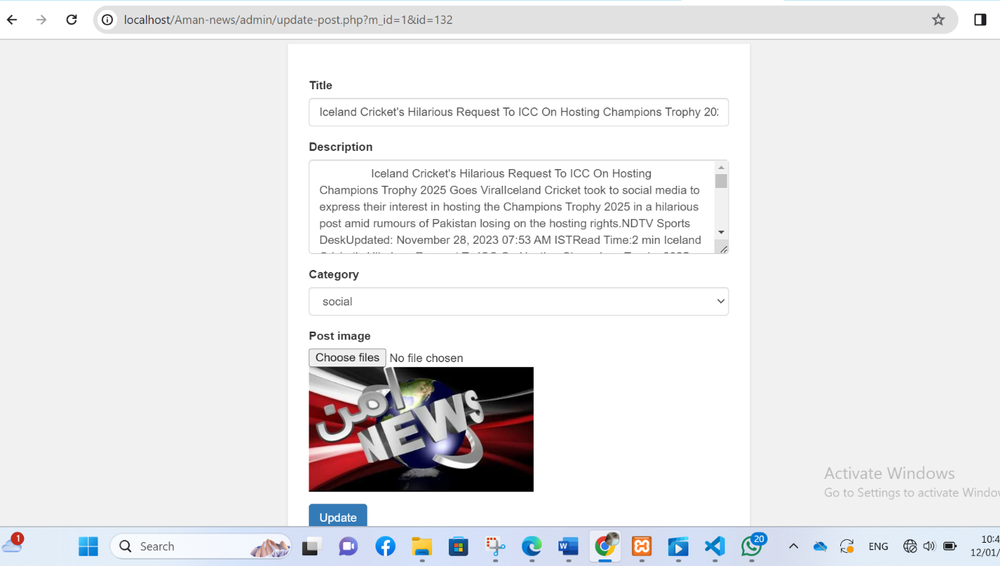 localhost/Aman-news/admin/update-post.php?m_id=1&id=132
Title
Iceland Cricket's Hilarious Request To ICC On Hosting Champions Trophy 20
Description
Iceland Cricket's Hilarious Request To ICC On Hosting
Champions Trophy 2025 Goes ViralIceland Cricket took to social media to
express their interest in hosting the Champions Trophy 2025 in a hilarious
post amid rumours of Pakistan losing on the hosting rights.NDTV Sports
DeskUpdated: November 28, 2023 07:53 AM ISTRead Time:2 min Iceland
Category
social
Post image
Choose files No file chosen
امن
NEWS
Update
Activate Windows
Go to Settings to activate Windo
1
Search
W
20
ENG
10:4
12/01/